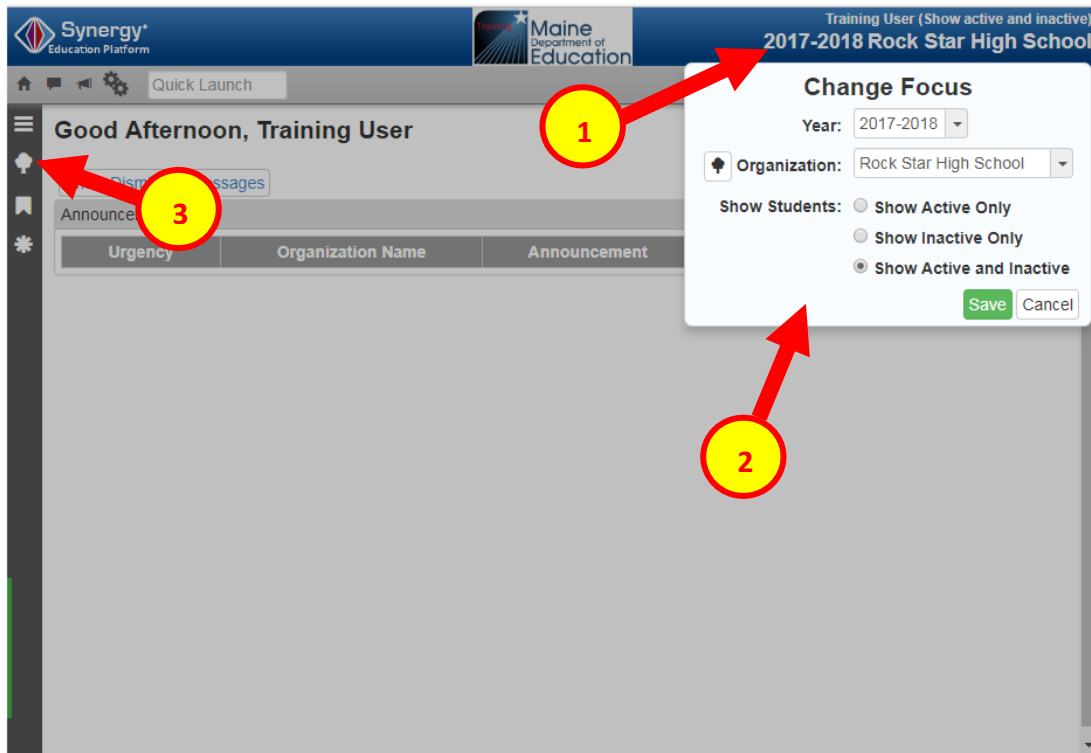 Synergy
Education Platform
Training
Maine
Department of
Education
Training User (Show active and inactive)
2017-2018 Rock Star High School
Quick Launch
Change Focus
Year: 2017-2018
Organization: Rock Star High School
Show Students: Show Active Only
Show Inactive Only
Show Active and Inactive
Save Cancel
1
Good Afternoon, Training User
3
Urgency Organization Name Announcement
2